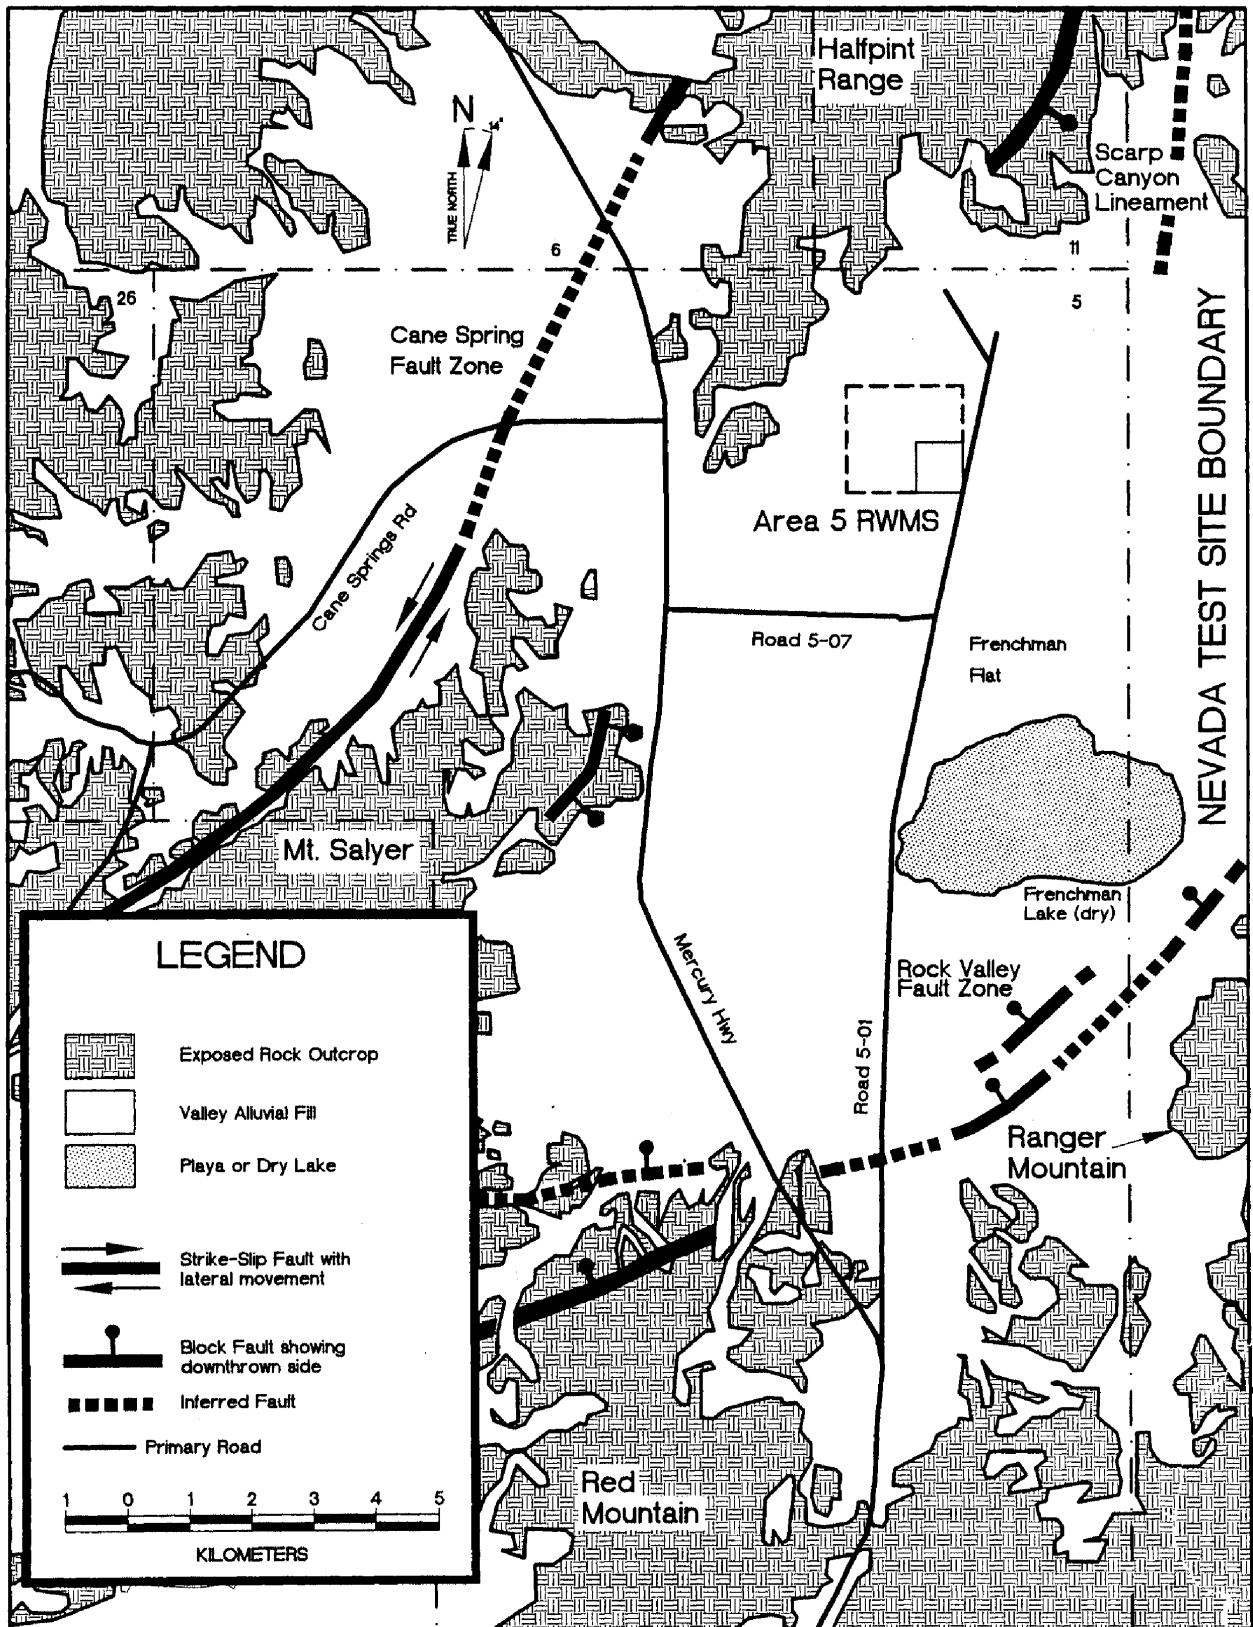 Halfpint
Range
N
14°
TRUE NORTH
Scarp
Canyon
Lineament
6
11
26
5
Cane Spring
Fault Zone
NEVADA TEST SITE BOUNDARY
Area 5 RWMS
Cane Springs Rd
Road 5-07
Frenchman
Flat
Mt. Salyer
Frenchman
Lake (dry)
Mercury Hwy
Rock Valley
Fault Zone
Road 5-01
Ranger
Mountain
Red
Mountain
LEGEND
Exposed Rock Outcrop
Valley Alluvial Fill
Playa or Dry Lake
Strike-Slip Fault with
lateral movement
Block Fault showing
downthrown side
Inferred Fault
Primary Road
1 0 1 2 3 4 5
KILOMETERS